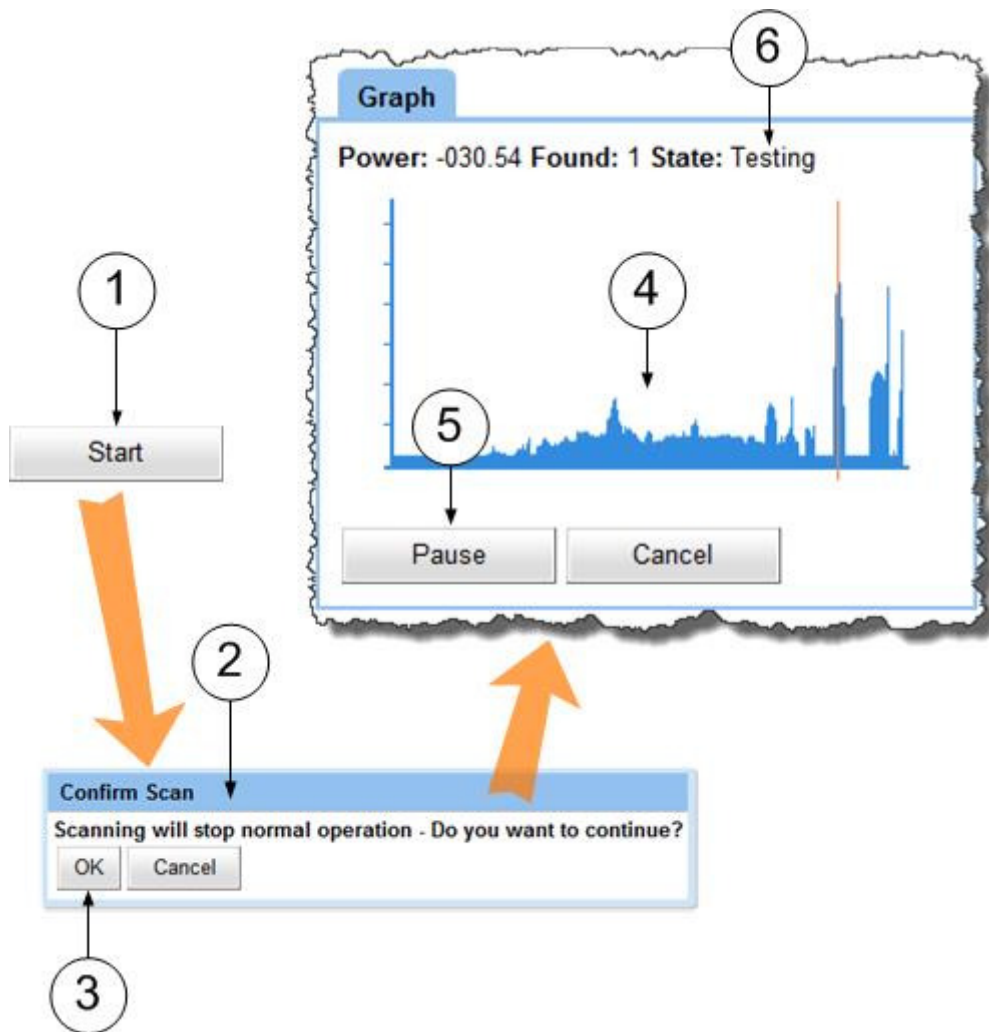 6
Graph
Power: -030.54 Found: 1 State: Testing
1
4
5
Start
Pause Cancel
2
Confirm Scan
Scanning will stop normal operation - Do you want to continue?
OK Cancel
3